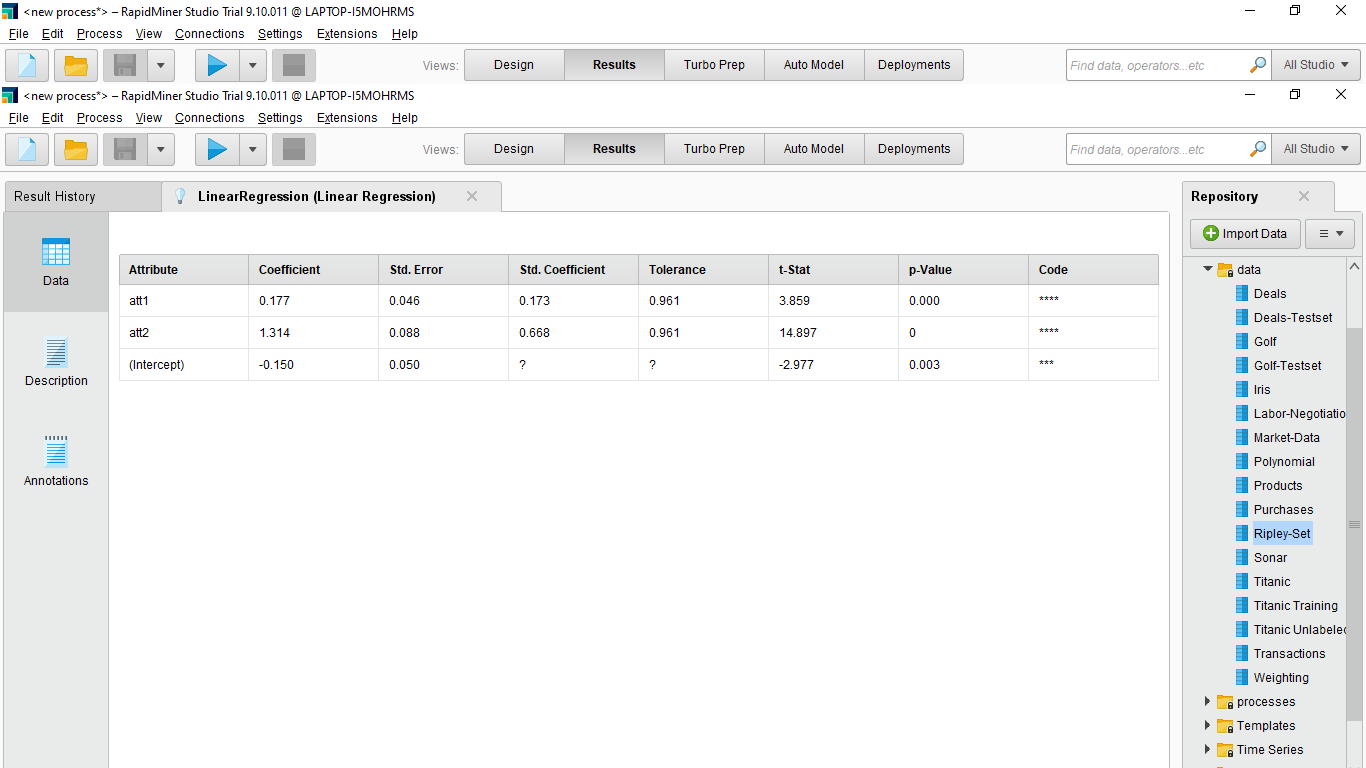 <new process*> – RapidMiner Studio Trial 9.10.011 @ LAPTOP-I5MOHRMS
File Edit Process View Connections Settings Extensions Help
Views: Design Results Turbo Prep Auto Model Deployments Find data, operators...etc All Studio
<new process*> – RapidMiner Studio Trial 9.10.011 @ LAPTOP-I5MOHRMS
File Edit Process View Connections Settings Extensions Help
Views: Design Results Turbo Prep Auto Model Deployments Find data, operators...etc All Studio
Result History LinearRegression (Linear Regression)
Data
Description
Annotations
Attribute Coefficient Std. Error Std. Coefficient Tolerance t-Stat p-Value Code
att1 0.177 0.046 0.173 0.961 3.859 0.000 ****
att2 1.314 0.088 0.668 0.961 14.897 0 ****
(Intercept) -0.150 0.050 ? ? -2.977 0.003 ***
Repository
Import Data
data
Deals
Deals-Testset
Golf
Golf-Testset
Iris
Labor-Negotiatio
Market-Data
Polynomial
Products
Purchases
Ripley-Set
Sonar
Titanic
Titanic Training
Titanic Unlabeled
Transactions
Weighting
processes
Templates
Time Series